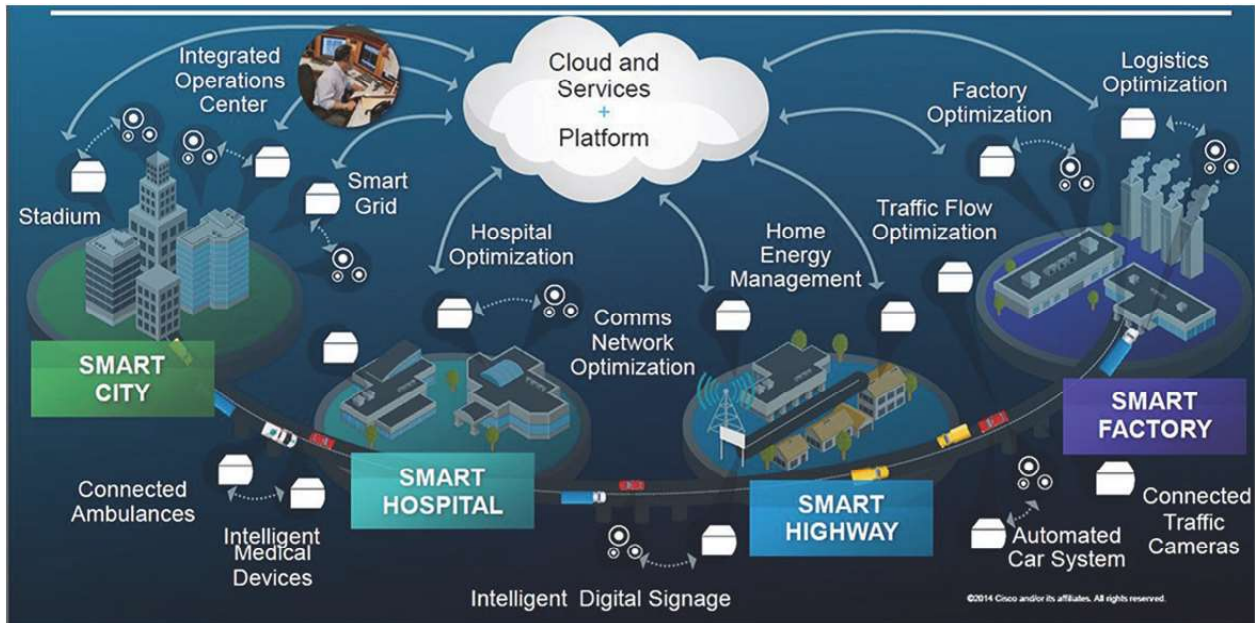 Integrated
Operations
Center
Cloud and
Services
+
Platform
Logistics
Optimization
Factory
Optimization
Stadium
Smart
Grid
Hospital
Optimization
Home
Energy
Management
Traffic Flow
Optimization
Comms
Network
Optimization
SMART
CITY
SMART
HOSPITAL
SMART
HIGHWAY
SMART
FACTORY
Connected
Ambulances
Intelligent
Medical
Devices
Intelligent Digital Signage
Automated
Car System
Connected
Traffic
Cameras
©2014 Cisco and/or its affiliates. All rights reserved.